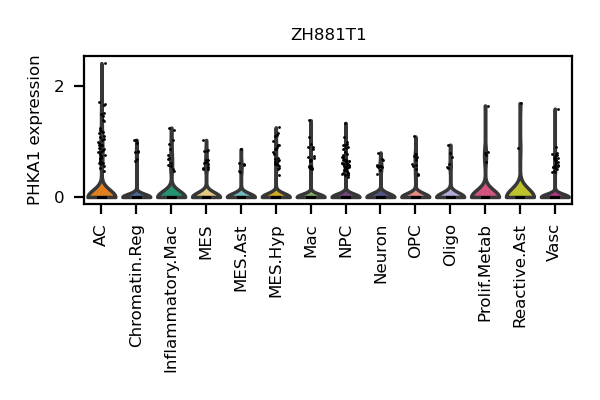 ZH881T1
PHKA1 expression
2
0
AC
Chromatin.Reg
Inflammatory.Mac
MES
MES.Ast
MES.Hyp
Mac
NPC
Neuron
OPC
Oligo
Prolif.Metab
Reactive.Ast
Vasc